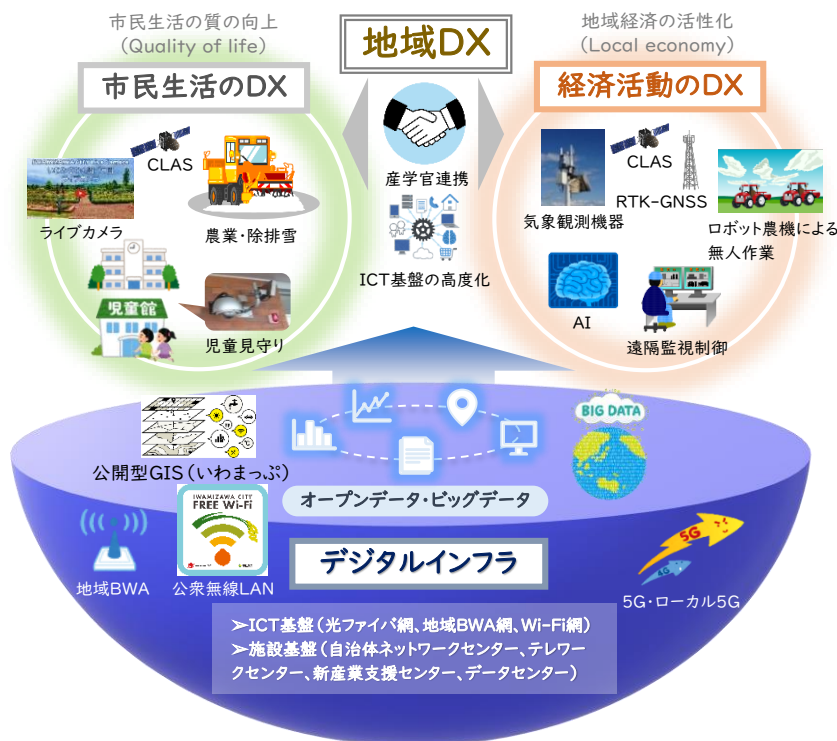 市民生活の質の向上
(Quality of life)
市民生活のDX
地域DX
地域経済の活性化
(Local economy)
経済活動のDX
CLAS
ライブカメラ
農業・除排雪
児童館
児童見守り
産学官連携
ICT基盤の高度化
CLAS
気象観測機器
RTK-GNSS
ロボット農機による
無人作業
AI
遠隔監視制御
公開型GIS(いわまっぷ)
オープンデータ・ビッグデータ
BIG DATA
地域BWA
IWAMIZAWA CITY
FREE Wi-Fi
公衆無線LAN
デジタルインフラ
5G
4G
5G・ローカル5G
➢ICT基盤(光ファイバ網、地域BWA網、Wi-Fi網)
➢施設基盤(自治体ネットワークセンター、テレワー
クセンター、新産業支援センター、データセンター)